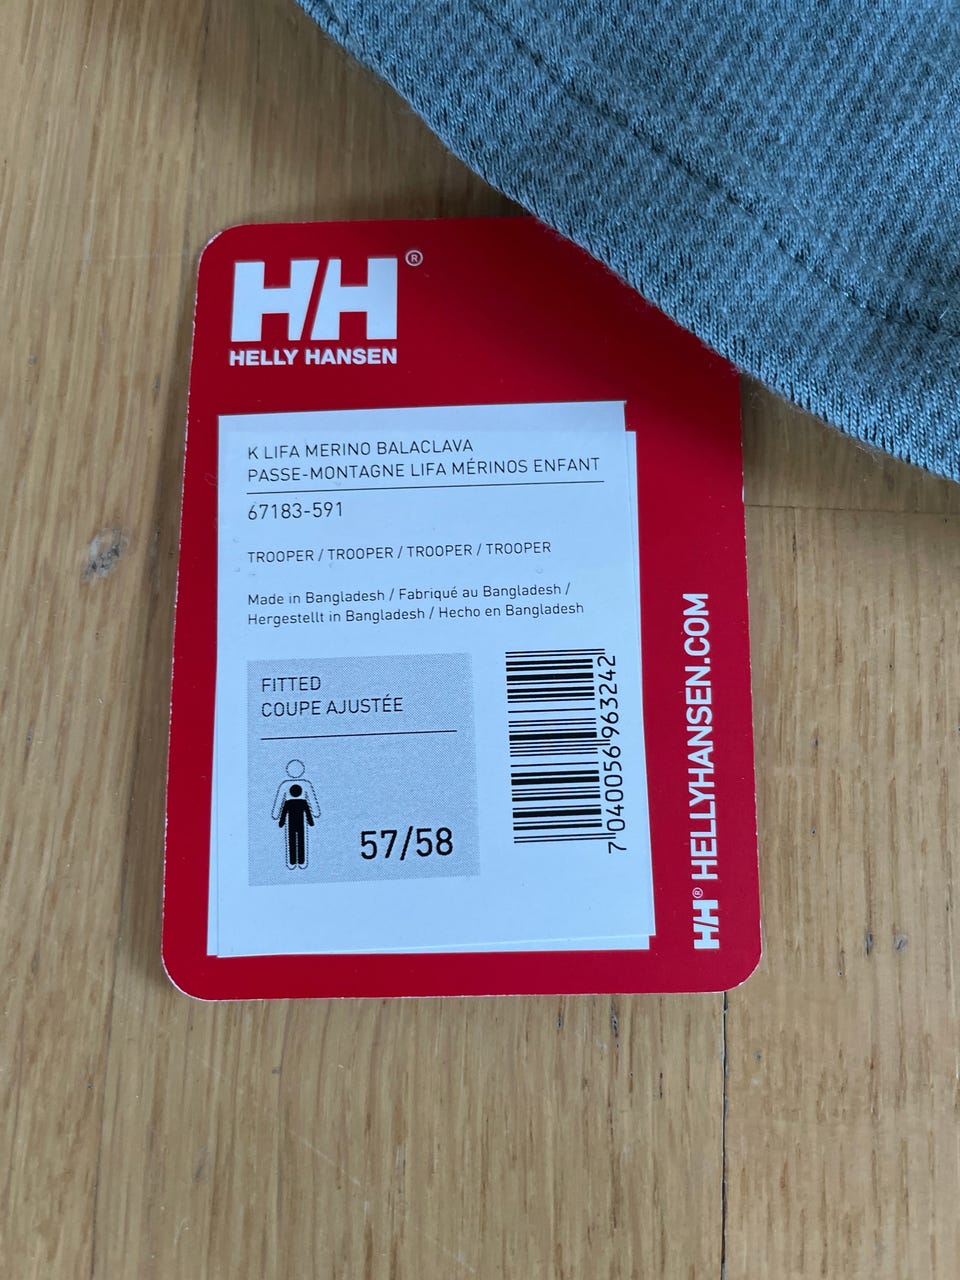 HH®
HELLY HANSEN
K LIFA MERINO BALACLAVA
PASSE-MONTAGNE LIFA MÉRINOS ENFANT
67183-591
TROOPER / TROOPER / TROOPER / TROOPER
Made in Bangladesh / Fabriqué au Bangladesh /
Hergestellt in Bangladesh / Hecho en Bangladesh
FITTED
COUPE AJUSTÉE
57/58
7 040056 963242
HH® HELLYHANSEN.COM